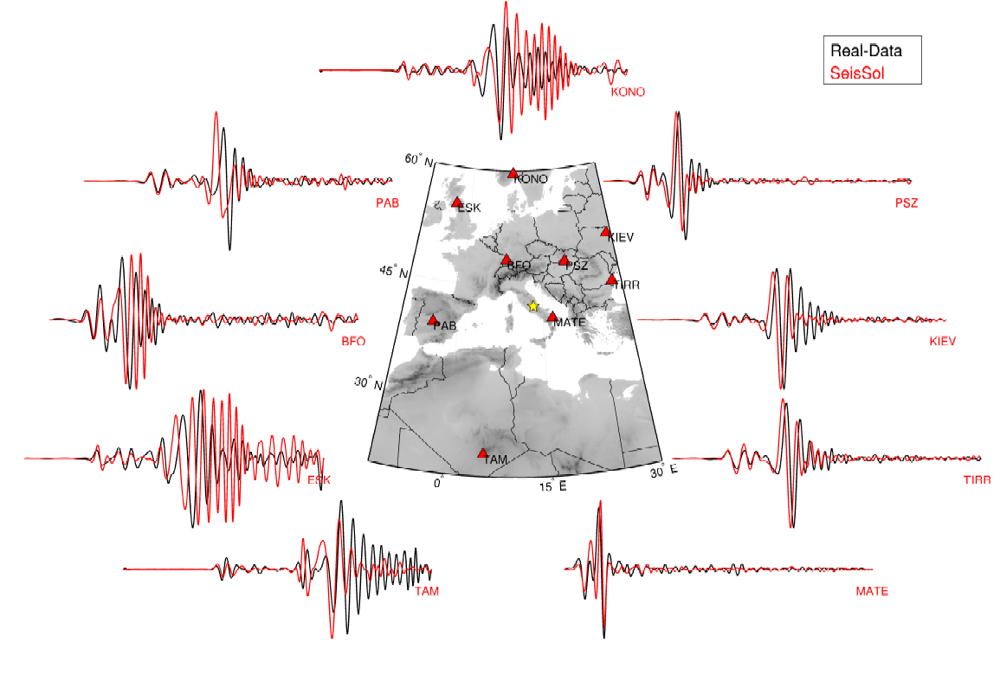 Real-Data
SeisSol
KONO
PAB
PSZ
60° N
KONO
ESK
KIEV
BFO
PSZ
45° N
TIRR
MATE
PAB
BFO
KIEV
30° N
TAM
ESK
0°
15° E
30° E
TIRR
TAM
MATE